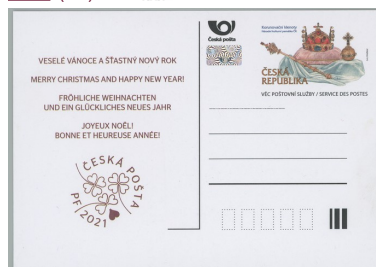 VESELÉ VÁNOCE A ŠŤASTNÝ NOVÝ ROK
MERRY CHRISTMAS AND HAPPY NEW YEAR!
FRÖHLICHE WEIHNACHTEN
UND EIN GLÜCKLICHES NEUES JAHR
JOYEUX NOËL!
BONNE ET HEUREUSE ANNÉE!
ČESKÁ POŠTA
PF 2021
Česká pošta
Korunovační klenoty
ČESKÁ
REPUBLIKA
VĚC POŠTOVNÍ SLUŽBY / SERVICE DES POSTES